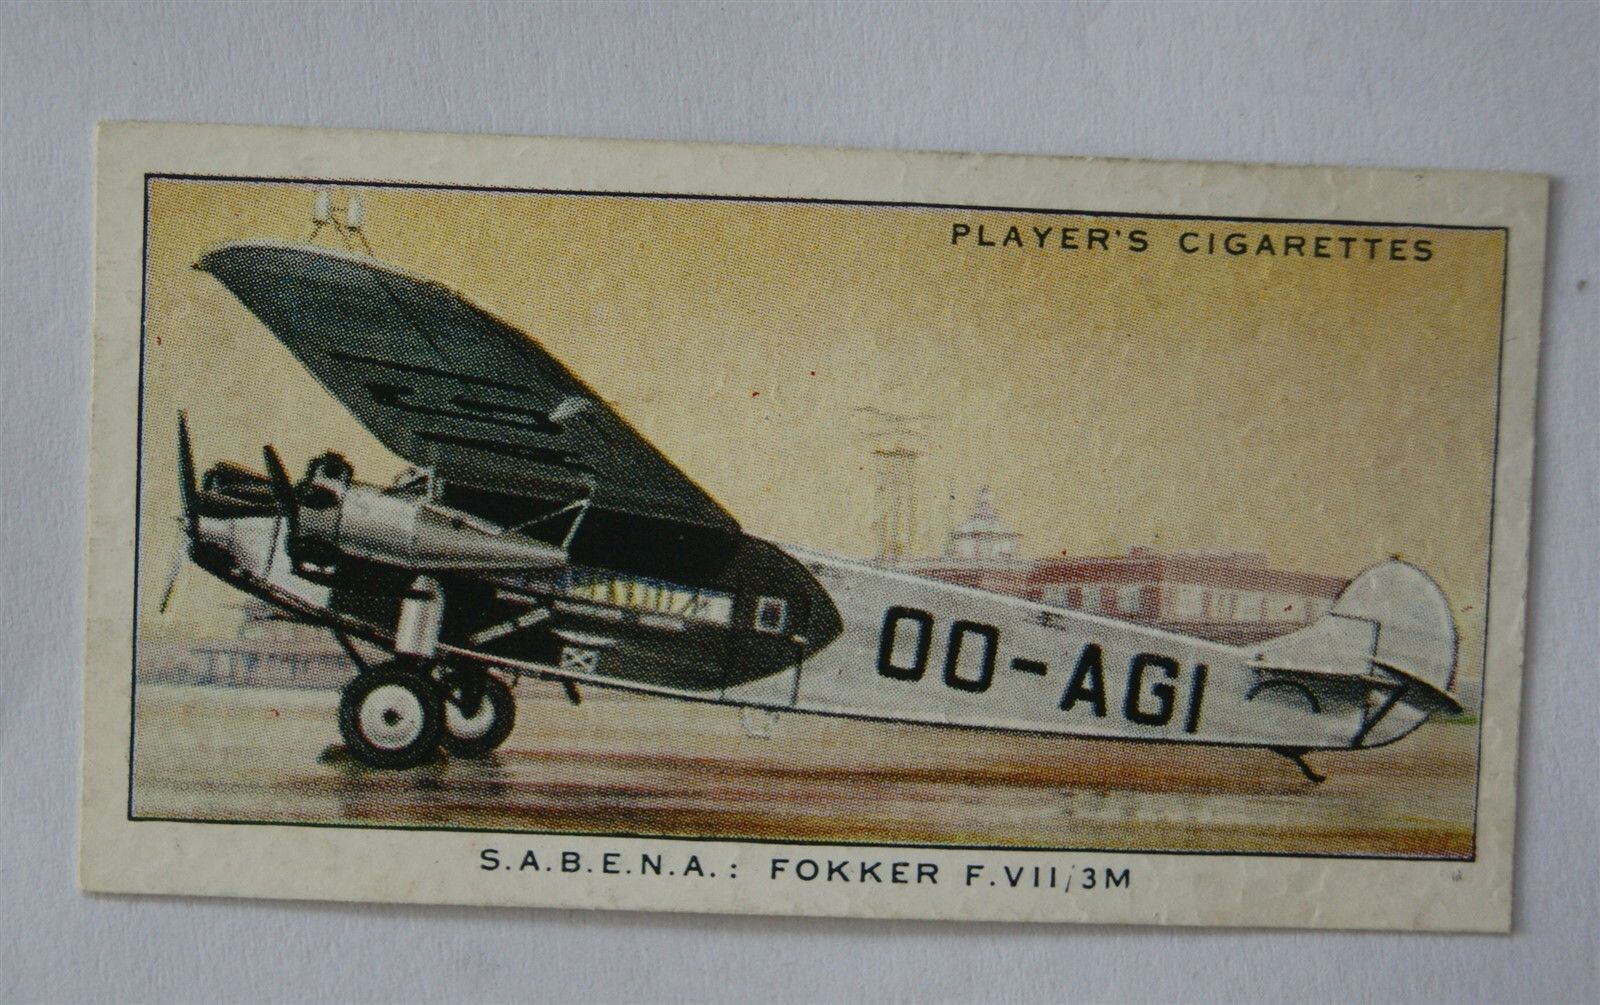 PLAYER'S CIGARETTES
OO-AGI
S.A.B.E.N.A.: FOKKER F.VII/3M